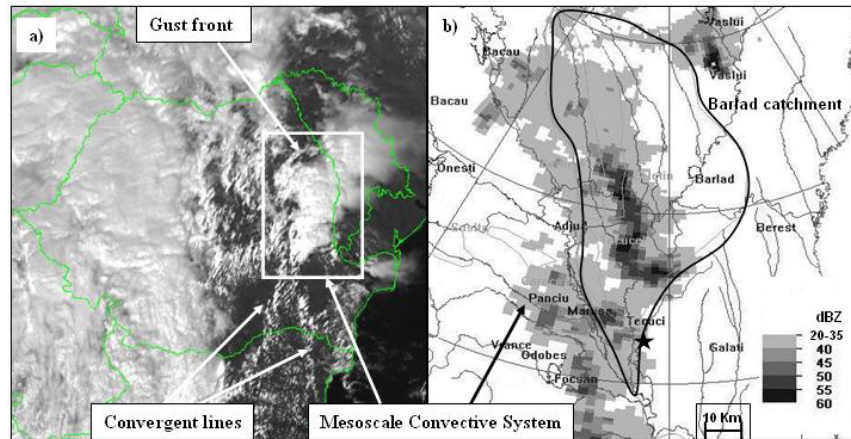 a)
Gust front
Convergent lines
Mesoscale Convective System
b)
Vaslui
Bacau
Vaslui
Barlad catchment
Bacau
Onesti
Barlad
Adjud
Berest
Panciu
Tecuci
Vrance
Odobes
Galati
Focsan
dBZ
20-35
40
45
50
55
60
10 Km